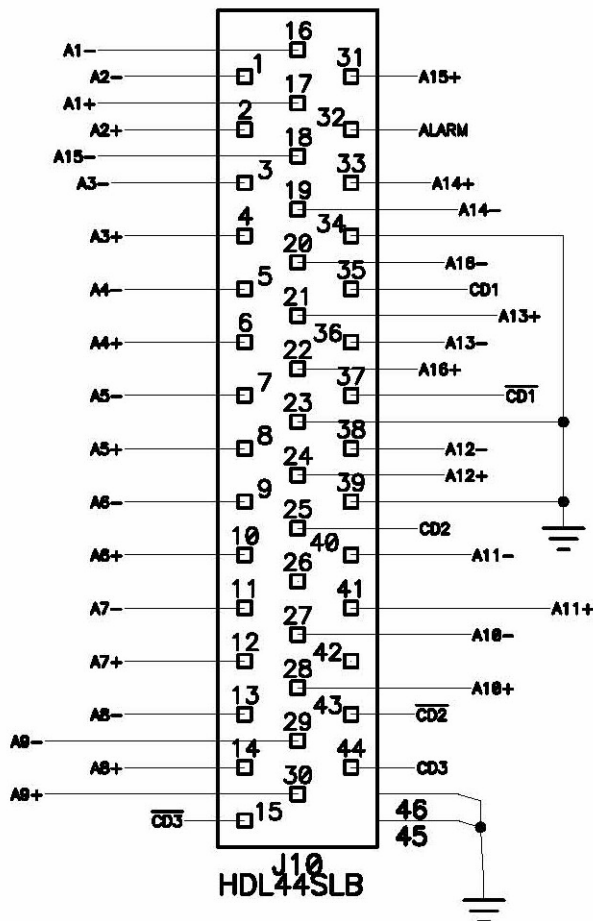 16
A1-
1
31
A2-
A15+
17
A1+
2
32
A2+
ALARM
18
A15-
3
33
A3-
A14+
19
A14-
4
34
A3+
20
A16-
5
35
A4-
CD1
21
A13+
6
36
A4+
A13-
22
A16+
7
37
A5-
CD1
23
8
38
A5+
A12-
24
A12+
9
39
A6-
25
CD2
10
40
A6+
A11-
26
11
41
A7-
A11+
27
A10-
12
42
A7+
28
A10+
13
43
A8-
CD2
29
A9-
14
44
A8+
CD3
30
A9+
46
CD3
15
45
J10
HDL44SLB